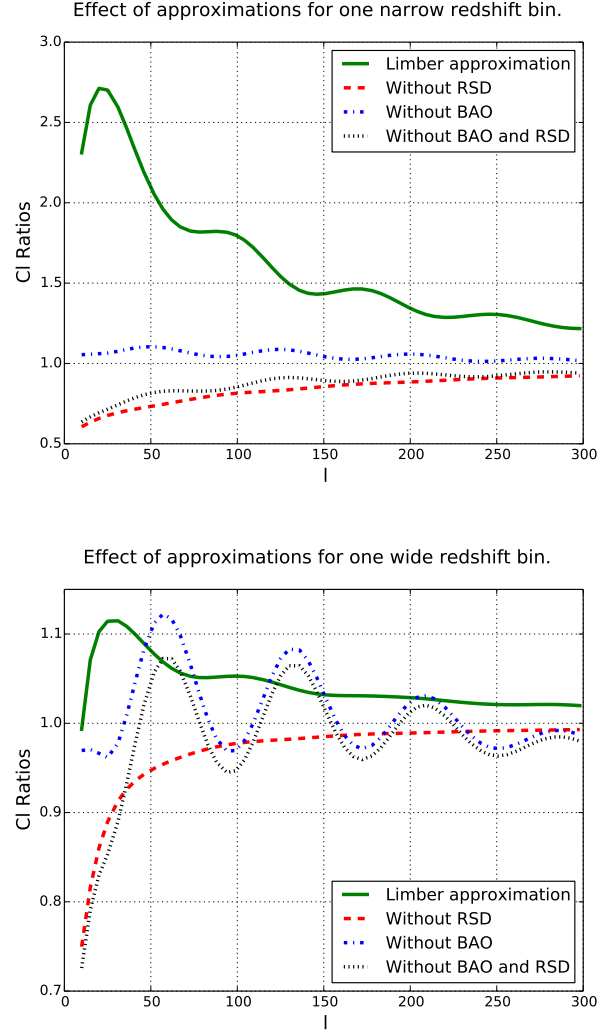 Effect of approximations for one narrow redshift bin.
3.0
2.5
2.0
1.5
1.0
0.5
Cl Ratios
Limber approximation
Without RSD
Without BAO
Without BAO and RSD
0 50 100 150 200 250 300
l
Effect of approximations for one wide redshift bin.
1.1
1.0
0.9
0.8
0.7
Cl Ratios
Limber approximation
Without RSD
Without BAO
Without BAO and RSD
0 50 100 150 200 250 300
l